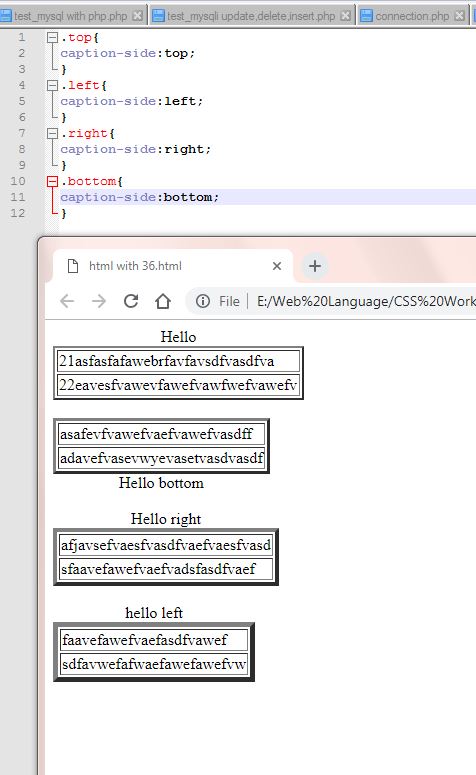 test_mysql with php.php test_mysqli update,delete,insert.php connection.php
1 .top{
2 caption-side:top;
3 }
4 .left{
5 caption-side:left;
6 }
7 .right{
8 caption-side:right;
9 }
10 .bottom{
11 caption-side:bottom;
12 }
html with 36.html
File | E:/Web%20Language/CSS%20Work
Hello
21asfasfafawebrfavfavsdfvasdfva
22eavesfvawevfawefvawfwefvawefv
asafevfvawefvaefvawefvasdff
adavefvasevwyevasetvasdvasdf
Hello bottom
Hello right
afjavsefvaesfvasdfvaefvaesfvasd
sfaavefawefvaefvadsfasdfvaef
hello left
faavefawefvaefasdfvawef
sdfavwefafwaefawefawefvw